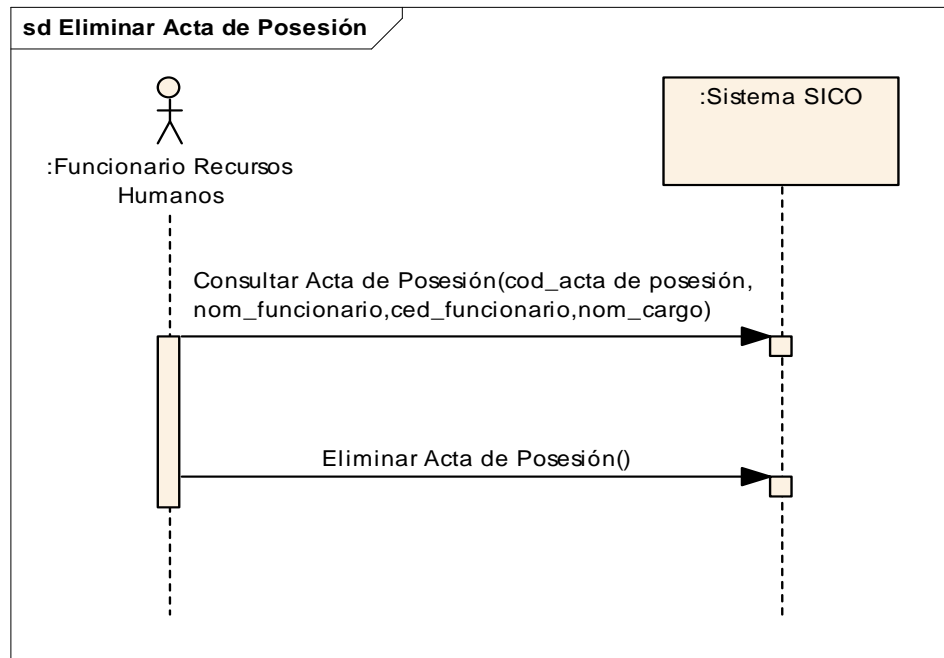 sd Eliminar Acta de Posesión
:Sistema SICO
:Funcionario Recursos
Humanos
Consultar Acta de Posesión(cod_acta de posesión,
nom_funcionario,ced_funcionario,nom_cargo)
Eliminar Acta de Posesión()